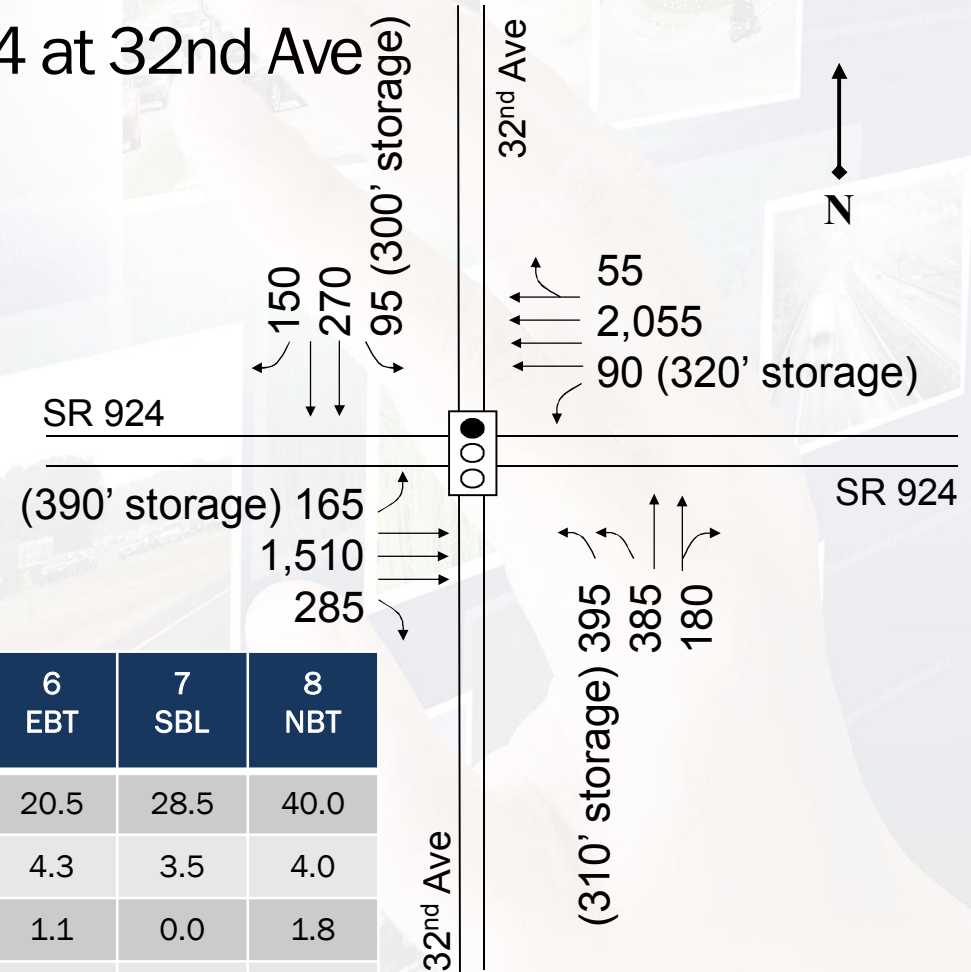 4 at 32nd Ave
95 (300’ storage)
270
150
32nd Ave
N
55
2,055
90 (320’ storage)
SR 924
SR 924
(390’ storage) 165
1,510
285
(310’ storage) 395
385
180
32nd Ave
6 7 8
EBT SBL NBT
20.5 28.5 40.0
4.3 3.5 4.0
1.1 0.0 1.8